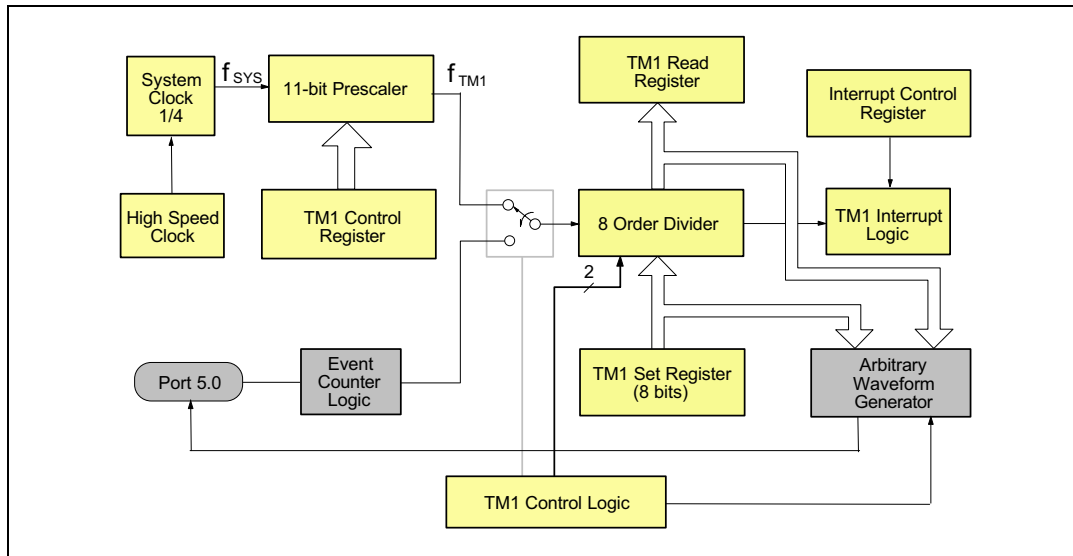 System
Clock
1/4
fSYS
11-bit Prescaler
fTM1
TM1 Read
Register
Interrupt Control
Register
High Speed
Clock
TM1 Control
Register
8 Order Divider
TM1 Interrupt
Logic
2
Port 5.0
Event
Counter
Logic
TM1 Set Register
(8 bits)
Arbitrary
Waveform
Generator
TM1 Control Logic